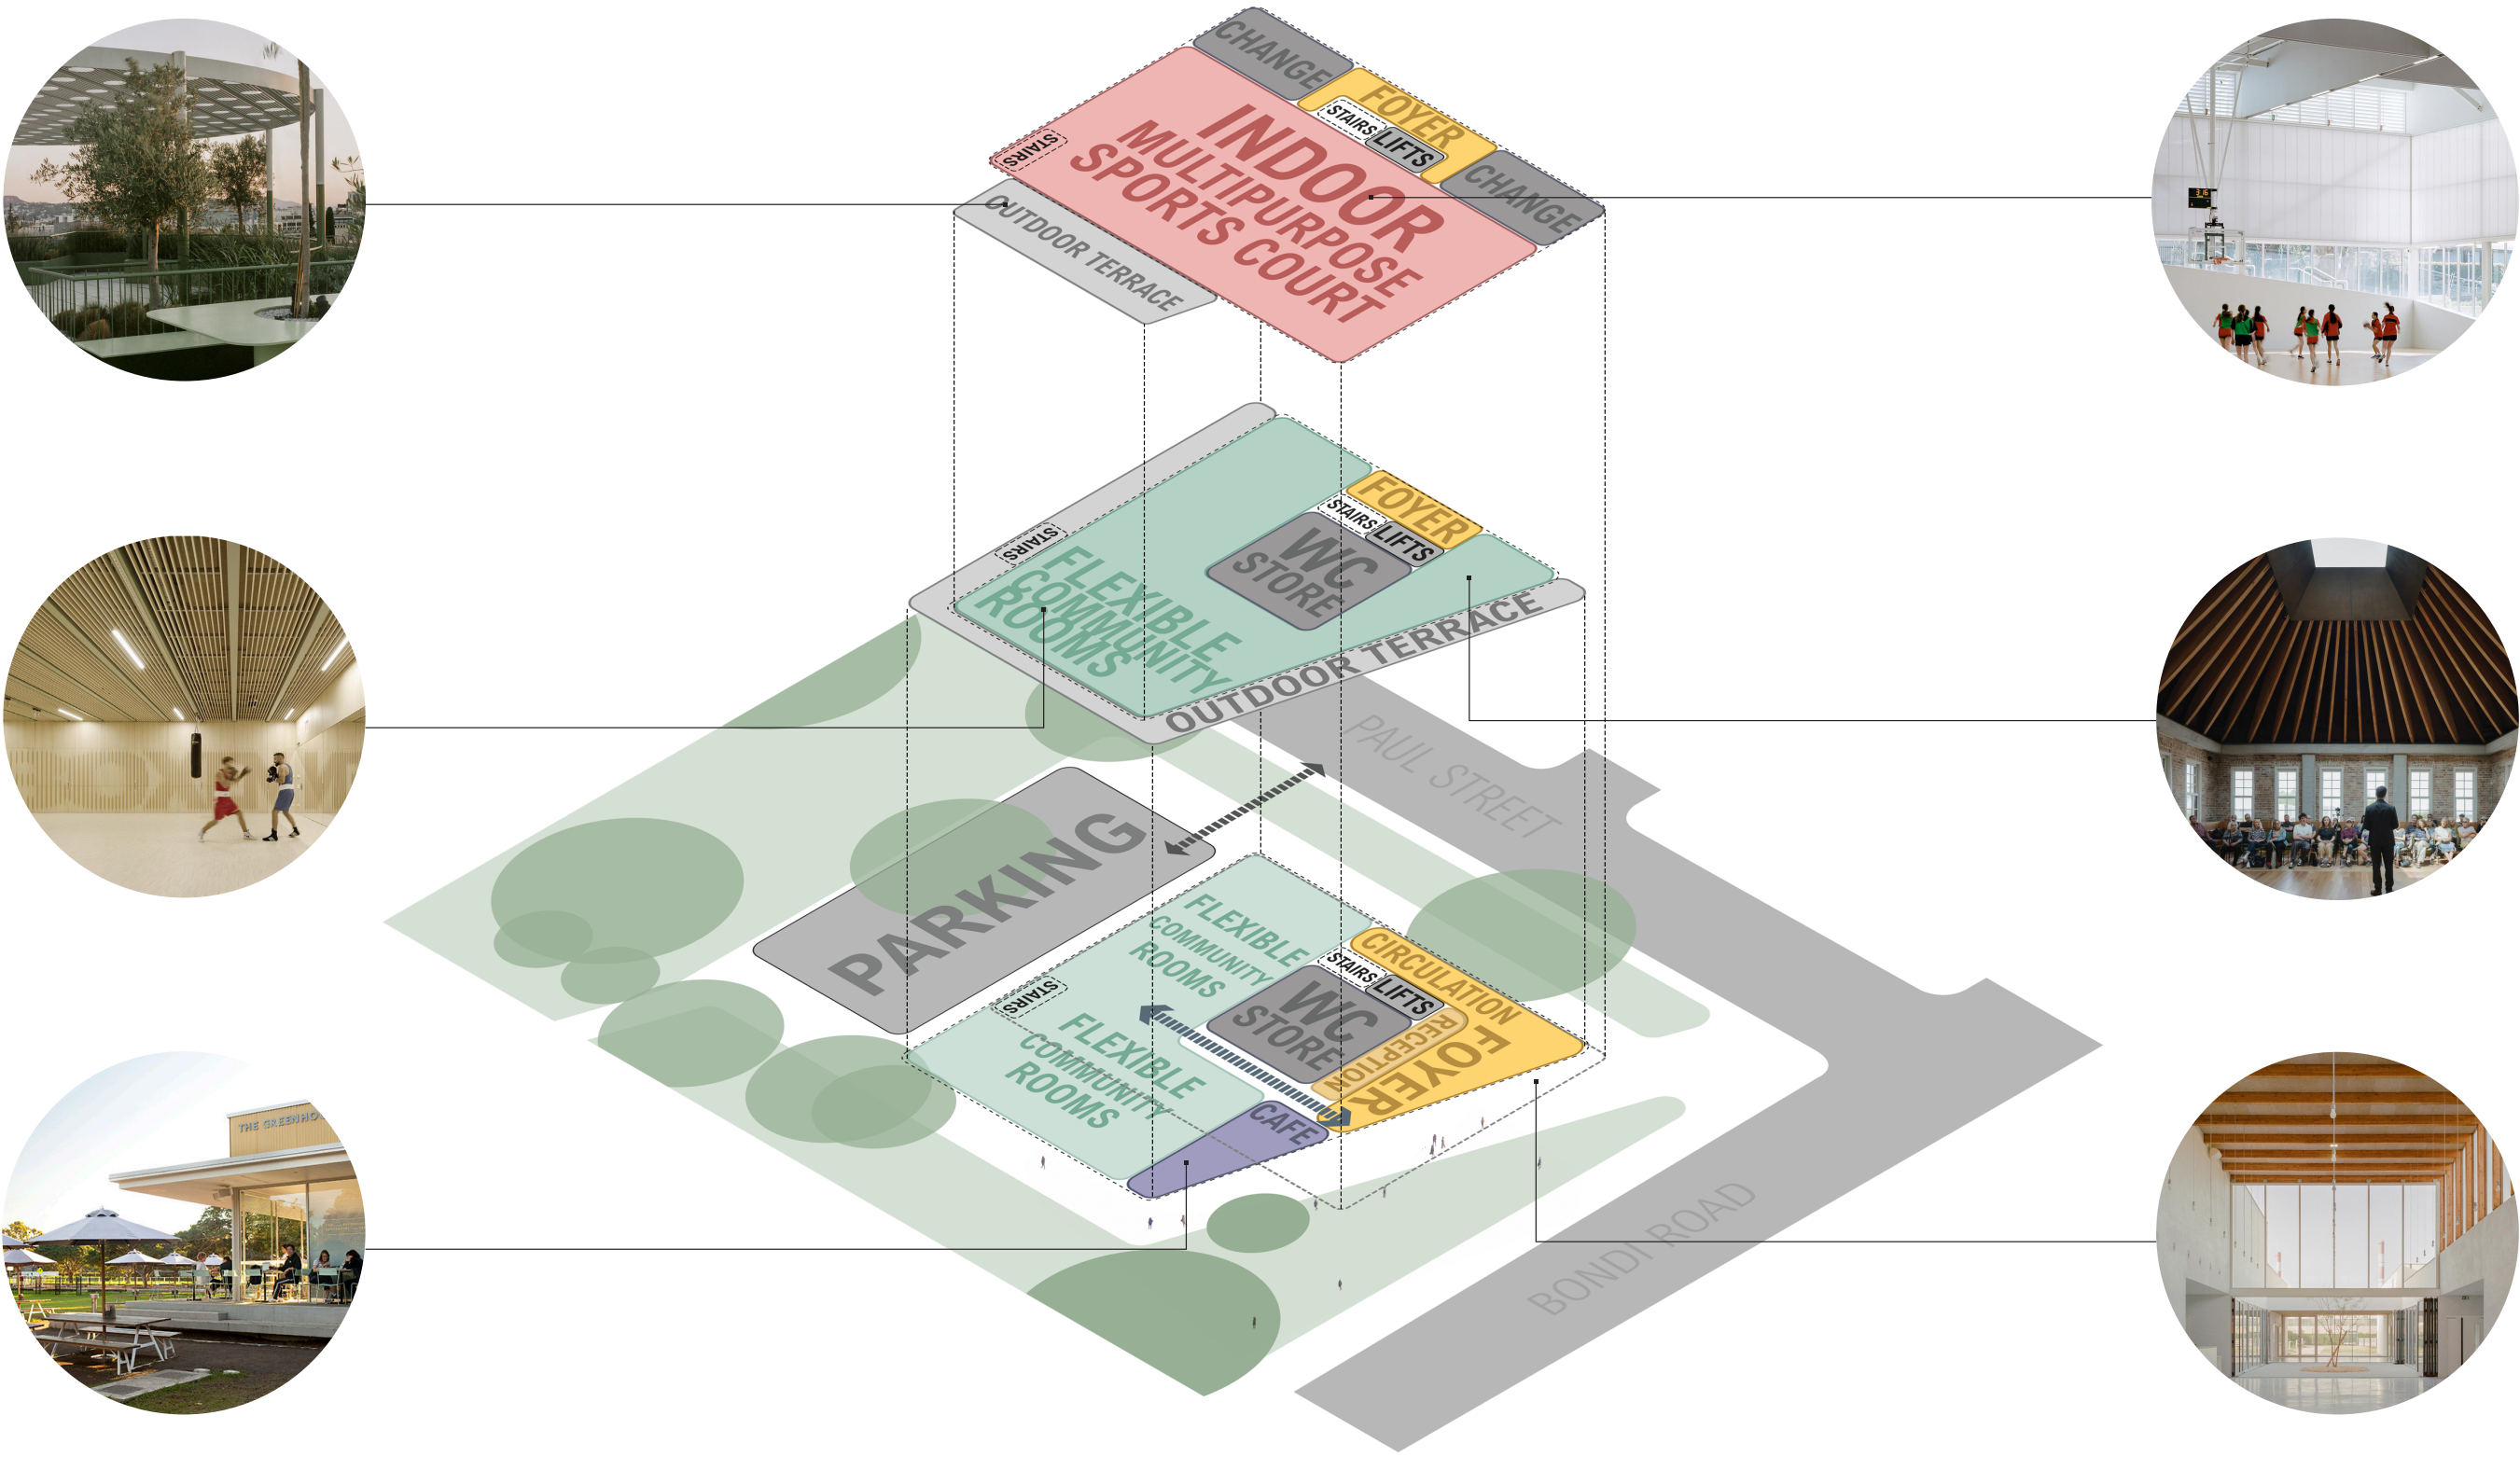 CHANGE
FOYER
STAIRS
LIFTS
CHANGE
STAIRS
INDOOR
MULTIPURPOSE
SPORTS COURT
OUTDOOR TERRACE
FOYER
STAIRS
LIFTS
WC
STORE
STAIRS
FLEXIBLE
COMMUNITY
ROOMS
OUTDOOR TERRACE
PAUL STREET
PARKING
FLEXIBLE
COMMUNITY
ROOMS
CIRCULATION
STAIRS
LIFTS
WC
STORE
RECEPTION
FOYER
STAIRS
FLEXIBLE
COMMUNITY
ROOMS
CAFE
BONDI ROAD
3:16
THE GREENHO